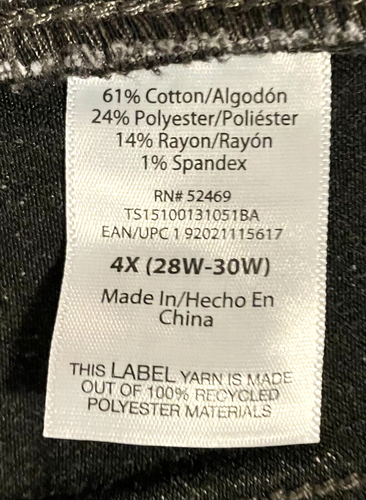 61% Cotton/Algodón
24% Polyester/Poliéster
14% Rayon/Rayón
1% Spandex
RN# 52469
TS15100131051BA
EAN/UPC 1 92021115617
4X (28W-30W)
Made In/Hecho En
China
THIS LABEL YARN IS MADE
OUT OF 100% RECYCLED
POLYESTER MATERIALS